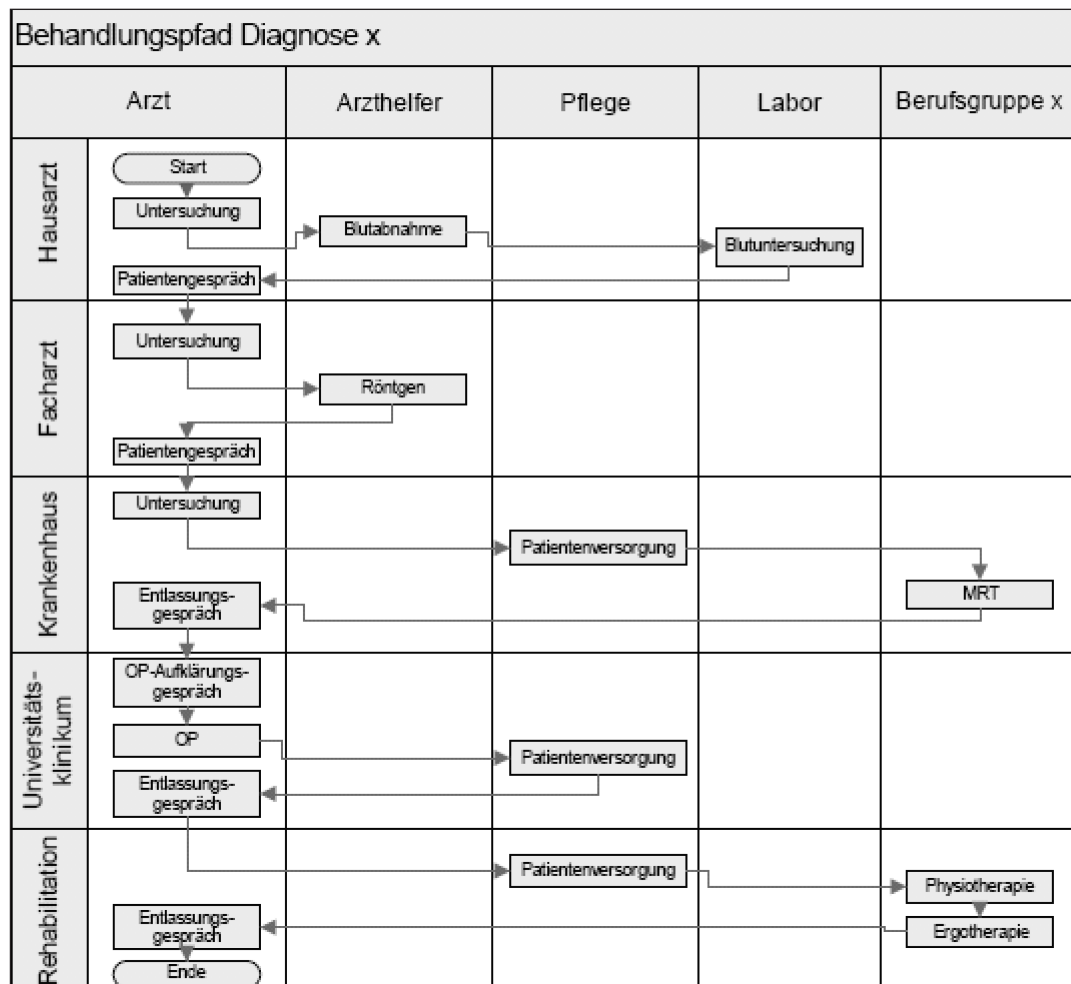 Behandlungspfad Diagnose x
Arzt
Arzthelfer
Pflege
Labor
Berufsgruppe x
Hausarzt
Start
Untersuchung
Blutabnahme
Blutuntersuchung
Patientengespräch
Facharzt
Untersuchung
Röntgen
Patientengespräch
Krankenhaus
Untersuchung
Patientenversorgung
MRT
Entlassungs-
gespräch
Universitäts-
klinikum
OP-Aufklärungs-
gespräch
OP
Patientenversorgung
Entlassungs-
gespräch
Rehabilitation
Patientenversorgung
Physiotherapie
Ergotherapie
Entlassungs-
gespräch
Ende